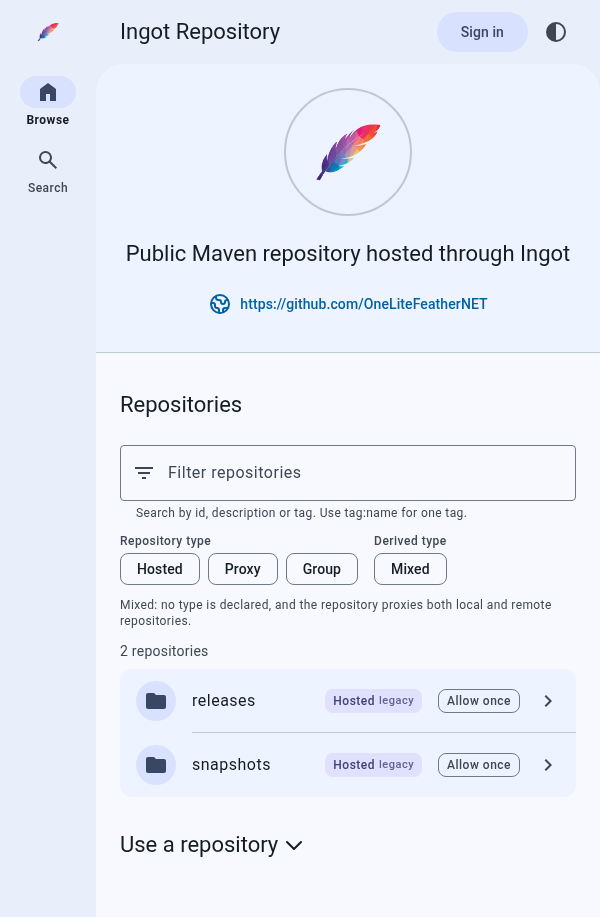 Ingot Repository
Sign in
Browse
Search
Public Maven repository hosted through Ingot
https://github.com/OneLiteFeatherNET
Repositories
Filter repositories
Search by id, description or tag. Use tag:name for one tag.
Repository type
Derived type
Hosted
Proxy
Group
Mixed
Mixed: no type is declared, and the repository proxies both local and remote
repositories.
2 repositories
releases
Hosted legacy
Allow once
snapshots
Hosted legacy
Allow once
Use a repository